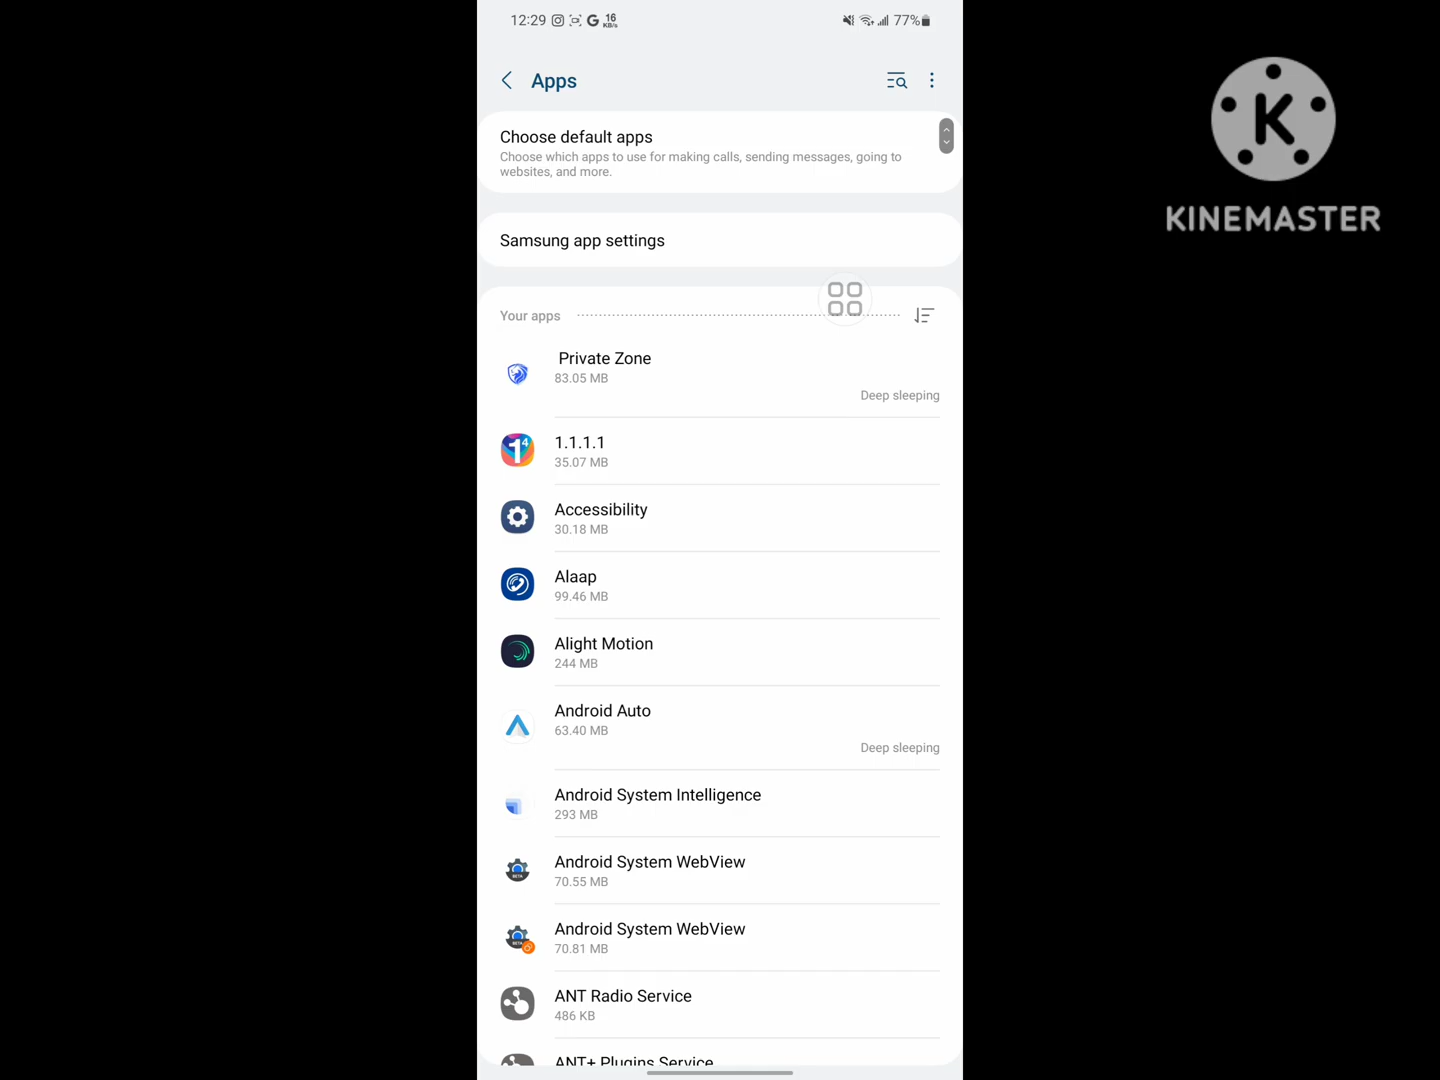 12:29 16 KB/s 77%
Apps
Choose default apps
Choose which apps to use for making calls, sending messages, going to
websites, and more.
Samsung app settings
Your apps
Private Zone
83.05 MB
Deep sleeping
1.1.1.1
35.07 MB
Accessibility
30.18 MB
Alaap
99.46 MB
Alight Motion
244 MB
Android Auto
63.40 MB
Deep sleeping
Android System Intelligence
293 MB
Android System WebView
70.55 MB
Android System WebView
70.81 MB
ANT Radio Service
486 KB
ANT+ Plugins Service
K
KINEMASTER